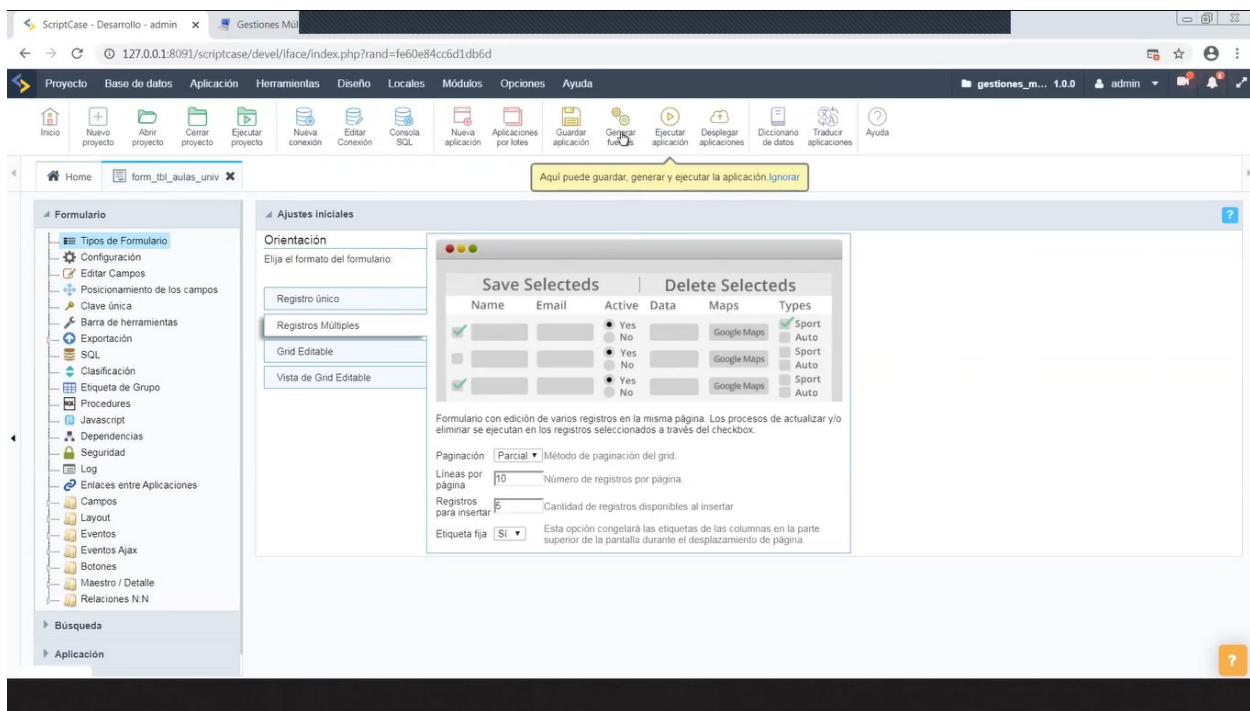 ScriptCase - Desarrollo - admin
Gestiones Múl
127.0.0.1:8091/scriptcase/devel/iface/index.php?rand=fe60e84cc6d1db6d
Proyecto Base de datos Aplicación Herramientas Diseño Locales Módulos Opciones Ayuda
gestiones_m... 1.0.0 admin
Inicio
Nuevo proyecto
Abrir proyecto
Cerrar proyecto
Ejecutar proyecto
Nueva conexión
Editar Conexión
Consola SQL
Nueva aplicación
Aplicaciones por lotes
Guardar aplicación
Generar fuentes
Ejecutar aplicación
Desplegar aplicaciones
Diccionario de datos
Traducir aplicaciones
Ayuda
Home
form_tbl_aulas_univ
Aquí puede guardar, generar y ejecutar la aplicación.Ignorar
Formulario
Tipos de Formulario
Configuración
Editar Campos
Posicionamiento de los campos
Clave única
Barra de herramientas
Exportación
SQL
Clasificación
Etiqueta de Grupo
Procedures
Javascript
Dependencias
Seguridad
Log
Enlaces entre Aplicaciones
Campos
Layout
Eventos
Eventos Ajax
Botones
Maestro / Detalle
Relaciones N:N
Búsqueda
Aplicación
Ajustes iniciales
?
Orientación
Elija el formato del formulario:
Registro único
Registros Múltiples
Grid Editable
Vista de Grid Editable
Save Selecteds | Delete Selecteds
Name Email Active Data Maps Types
Yes Sport
No Google Maps Auto
Yes Sport
No Google Maps Auto
Yes Sport
No Google Maps Auto
Formulario con edición de varios registros en la misma página. Los procesos de actualizar y/o
eliminar se ejecutan en los registros seleccionados a través del checkbox.
Paginación Parcial Método de paginación del grid.
Líneas por página 10 Número de registros por página.
Registros para insertar 5 Cantidad de registros disponibles al insertar
Etiqueta fija Sí Esta opción congelará las etiquetas de las columnas en la parte
superior de la pantalla durante el desplazamiento de página.
?